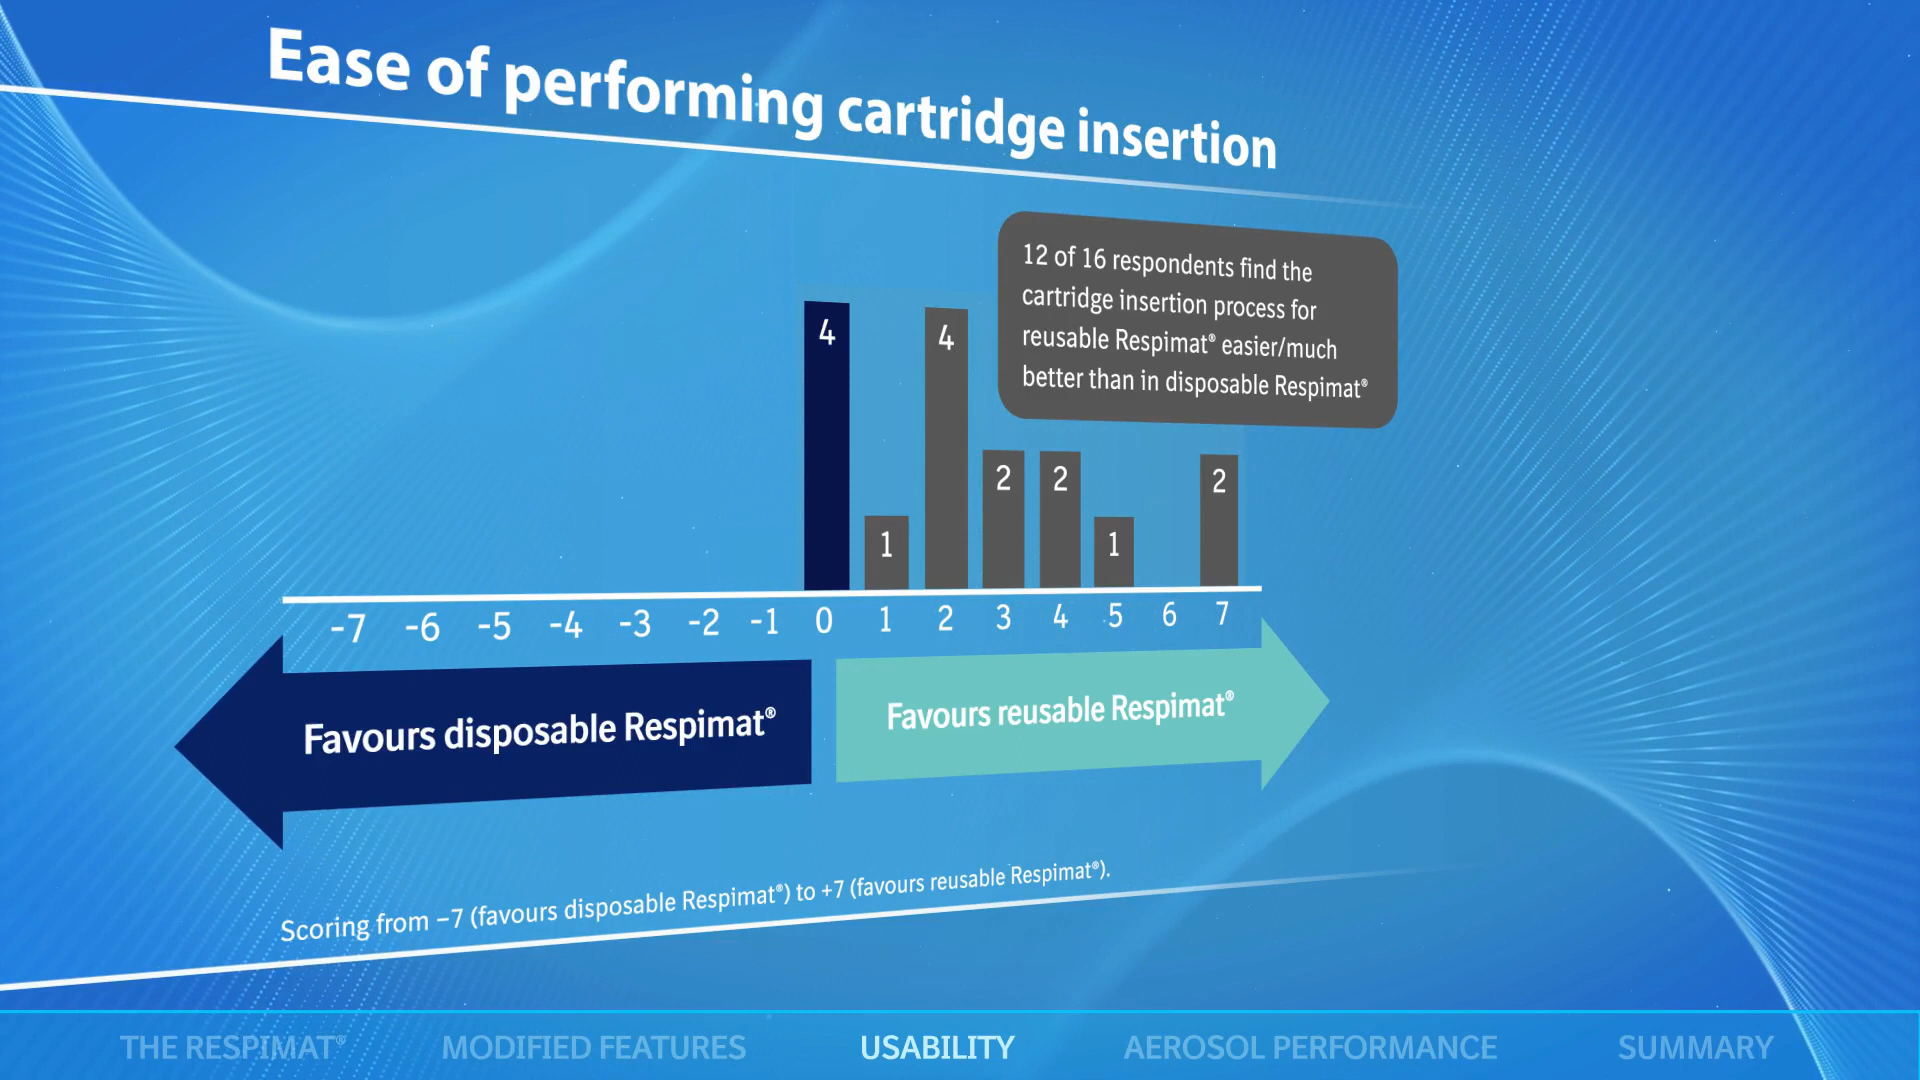 Ease of performing cartridge insertion
12 of 16 respondents find the
cartridge insertion process for
reusable Respimat® easier/much
better than in disposable Respimat®
4
1
4
2
2
1
2
-7 -6 -5 -4 -3 -2 -1 0 1 2 3 4 5 6 7
Favours disposable Respimat®
Favours reusable Respimat®
Scoring from –7 (favours disposable Respimat®) to +7 (favours reusable Respimat®).
THE RESPIMAT® MODIFIED FEATURES USABILITY AEROSOL PERFORMANCE SUMMARY